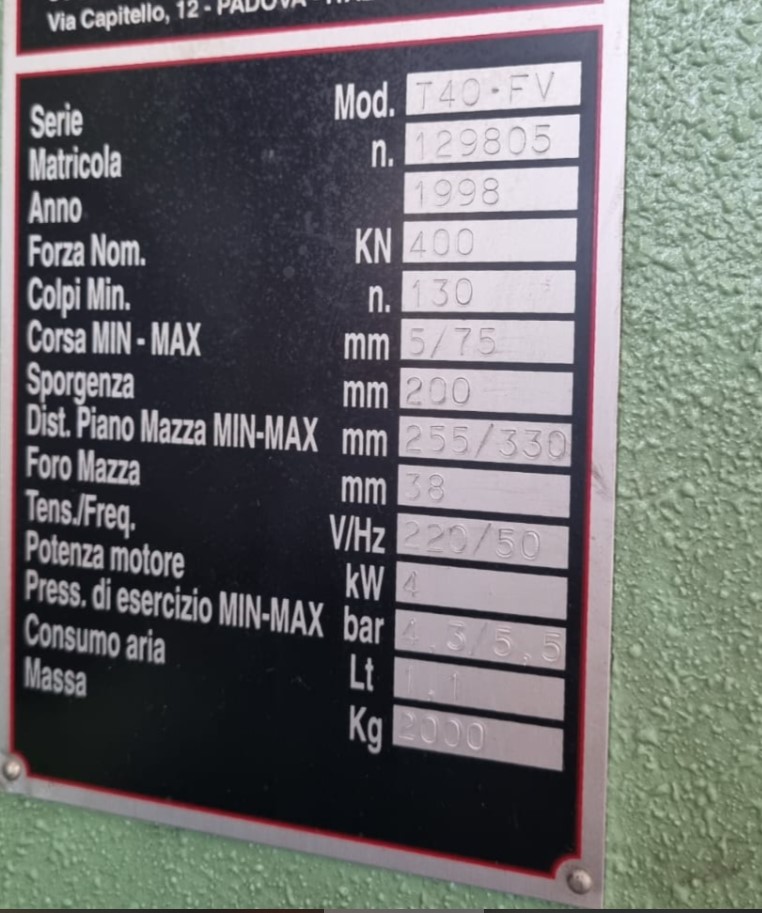 Via Capitello, 12 - PADOVA -
Serie Mod. T40·FV
Matricola n. 129805
Anno 1998
Forza Nom. KN 400
Colpi Min. n. 130
Corsa MIN - MAX mm 5/75
Sporgenza mm 200
Dist. Piano Mazza MIN-MAX mm 255/330
Foro Mazza mm 38
Tens./Freq. V/Hz 220/50
Potenza motore kW 4
Press. di esercizio MIN-MAX bar 4.3/5,5
Consumo aria Lt 1,1
Massa Kg 2000